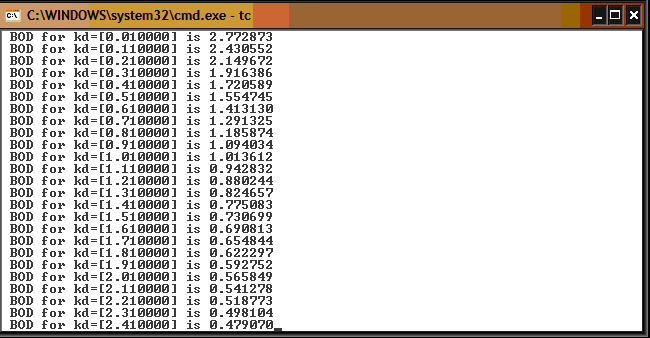 C:\WINDOWS\system32\cmd.exe - tc
BOD for kd=[0.010000] is 2.772873
BOD for kd=[0.110000] is 2.430552
BOD for kd=[0.210000] is 2.149672
BOD for kd=[0.310000] is 1.916386
BOD for kd=[0.410000] is 1.720589
BOD for kd=[0.510000] is 1.554745
BOD for kd=[0.610000] is 1.413130
BOD for kd=[0.710000] is 1.291325
BOD for kd=[0.810000] is 1.185874
BOD for kd=[0.910000] is 1.094034
BOD for kd=[1.010000] is 1.013612
BOD for kd=[1.110000] is 0.942832
BOD for kd=[1.210000] is 0.880244
BOD for kd=[1.310000] is 0.824657
BOD for kd=[1.410000] is 0.775083
BOD for kd=[1.510000] is 0.730699
BOD for kd=[1.610000] is 0.690813
BOD for kd=[1.710000] is 0.654844
BOD for kd=[1.810000] is 0.622297
BOD for kd=[1.910000] is 0.592752
BOD for kd=[2.010000] is 0.565849
BOD for kd=[2.110000] is 0.541278
BOD for kd=[2.210000] is 0.518773
BOD for kd=[2.310000] is 0.498104
BOD for kd=[2.410000] is 0.479070_